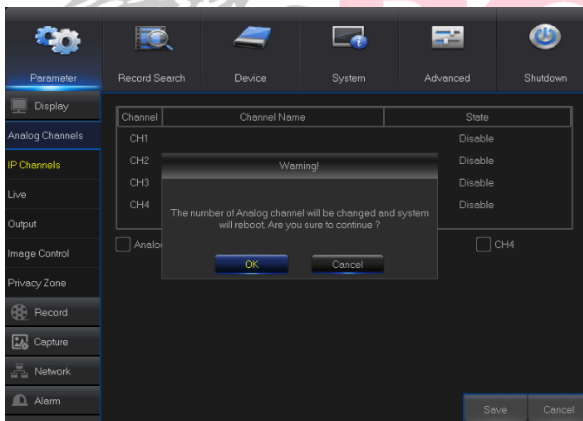 Parameter
Record Search
Device
System
Advanced
Shutdown
Display
Analog Channels
IP Channels
Live
Output
Image Control
Privacy Zone
Record
Capture
Network
Alarm
Channel Channel Name State
CH1 Disable
CH2 Disable
CH3 Disable
CH4 Disable
Warning!
The number of Analog channel will be changed and system
will reboot, Are you sure to continue ?
OK Cancel
CH4
Save Cancel